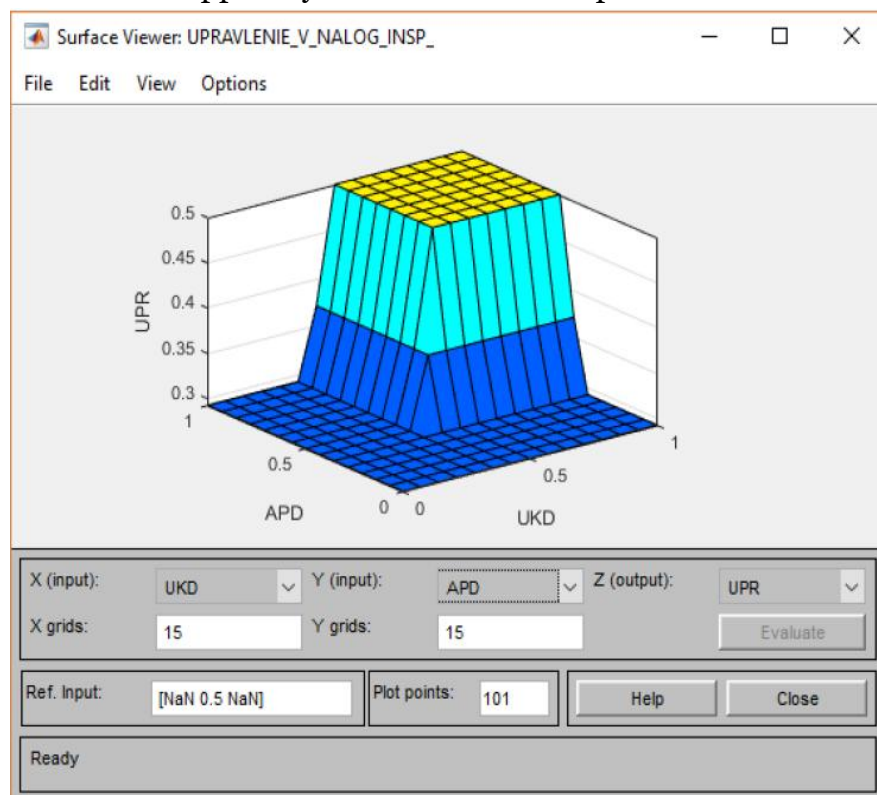 Surface Viewer: UPRAVLENIE_V_NALOG_INSP_
File Edit View Options
0.5
0.45
0.4
0.35
0.3
UPR
1
0.5
0
APD
0
0.5
1
UKD
X (input): UKD Y (input): APD Z (output): UPR
X grids: 15 Y grids: 15 Evaluate
Ref. Input: [NaN 0.5 NaN] Plot points: 101 Help Close
Ready